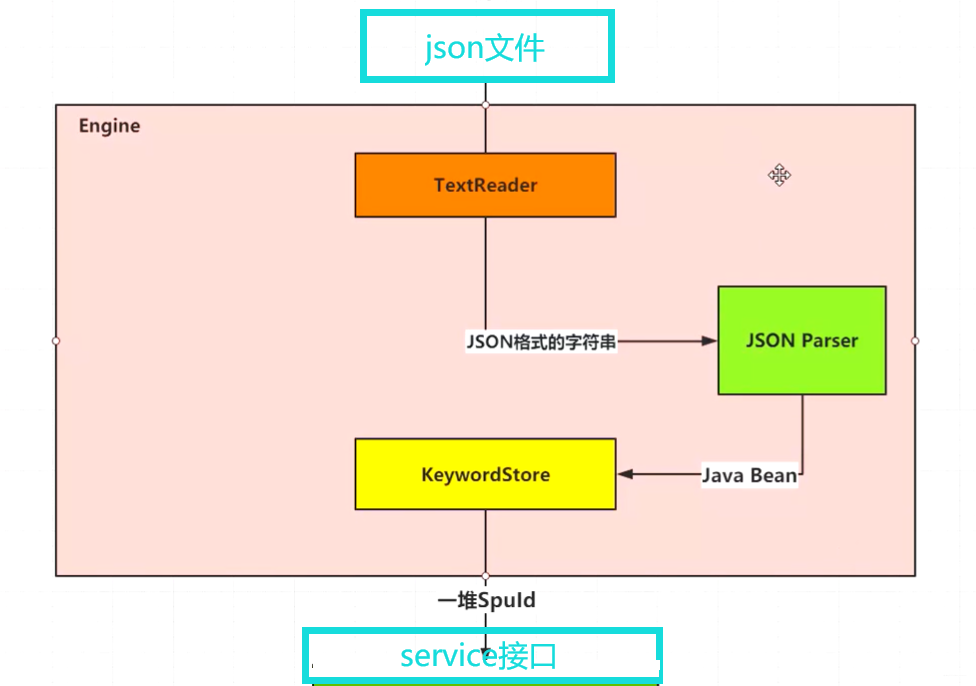 json文件
Engine
TextReader
JSON格式的字符串
JSON Parser
KeywordStore
Java Bean
一堆SpuId
service接口